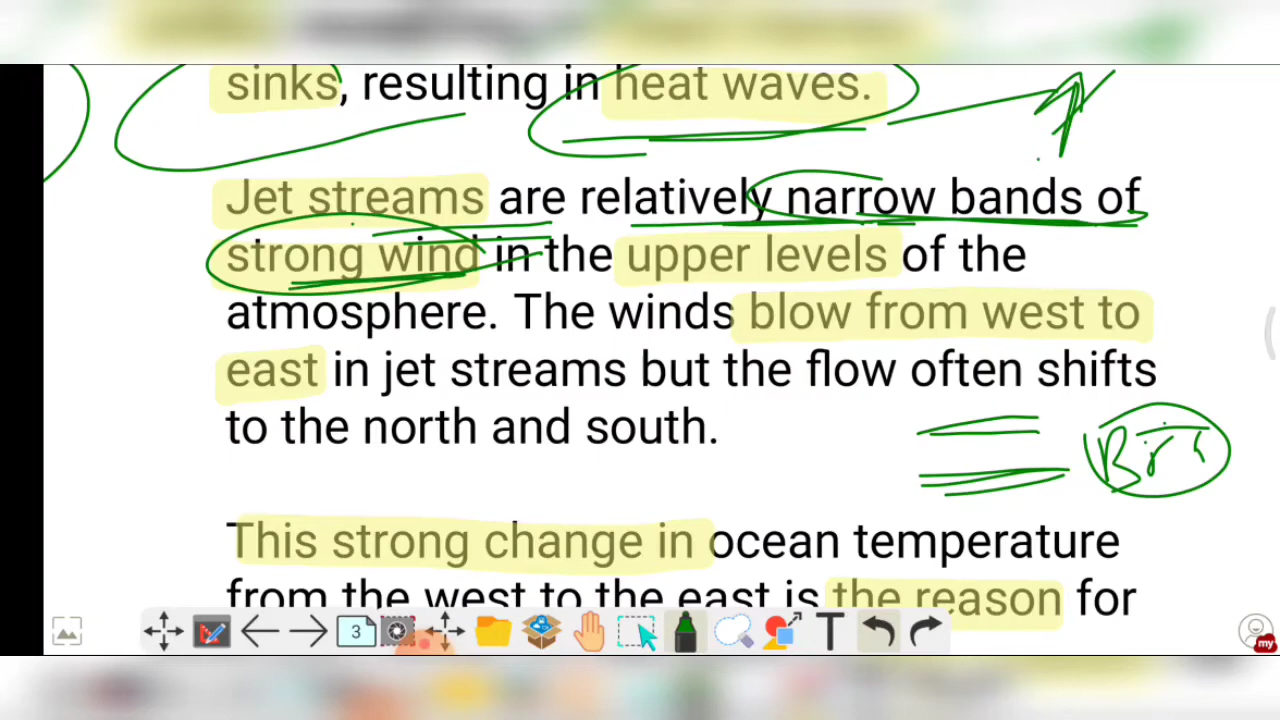 sinks, resulting in heat waves.
Jet streams are relatively narrow bands of
strong wind in the upper levels of the
atmosphere. The winds blow from west to
east in jet streams but the flow often shifts
to the north and south.
This strong change in ocean temperature
from the west to the east is the reason for
3
T
my